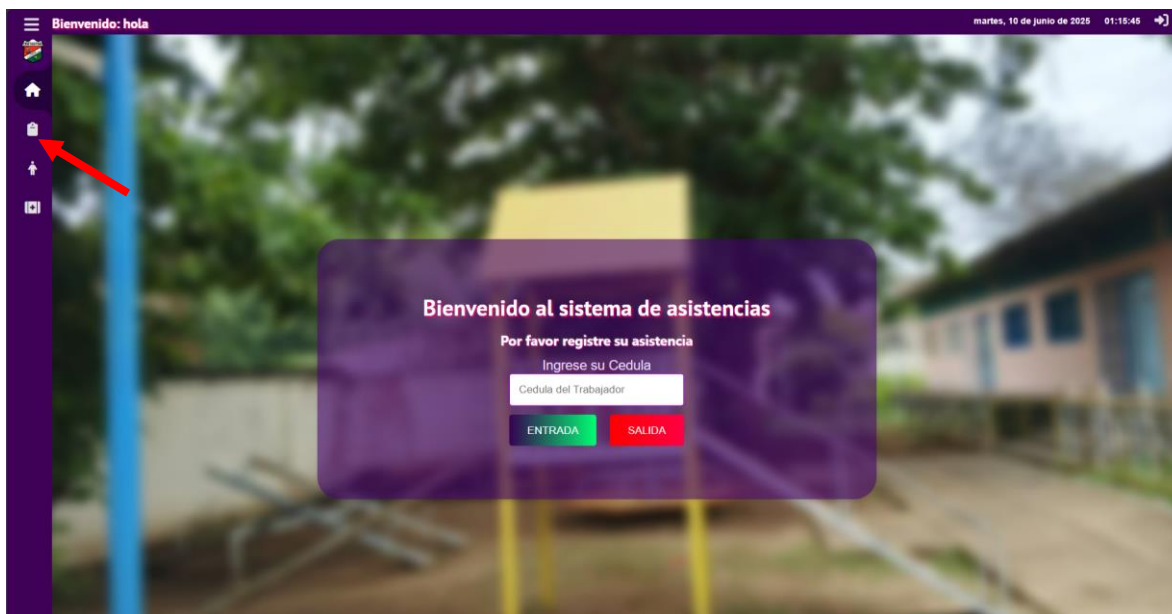 Bienvenido: hola
martes, 10 de junio de 2025 01:15:45
Bienvenido al sistema de asistencias
Por favor registre su asistencia
Ingrese su Cedula
Cedula del Trabajador
ENTRADA SALIDA